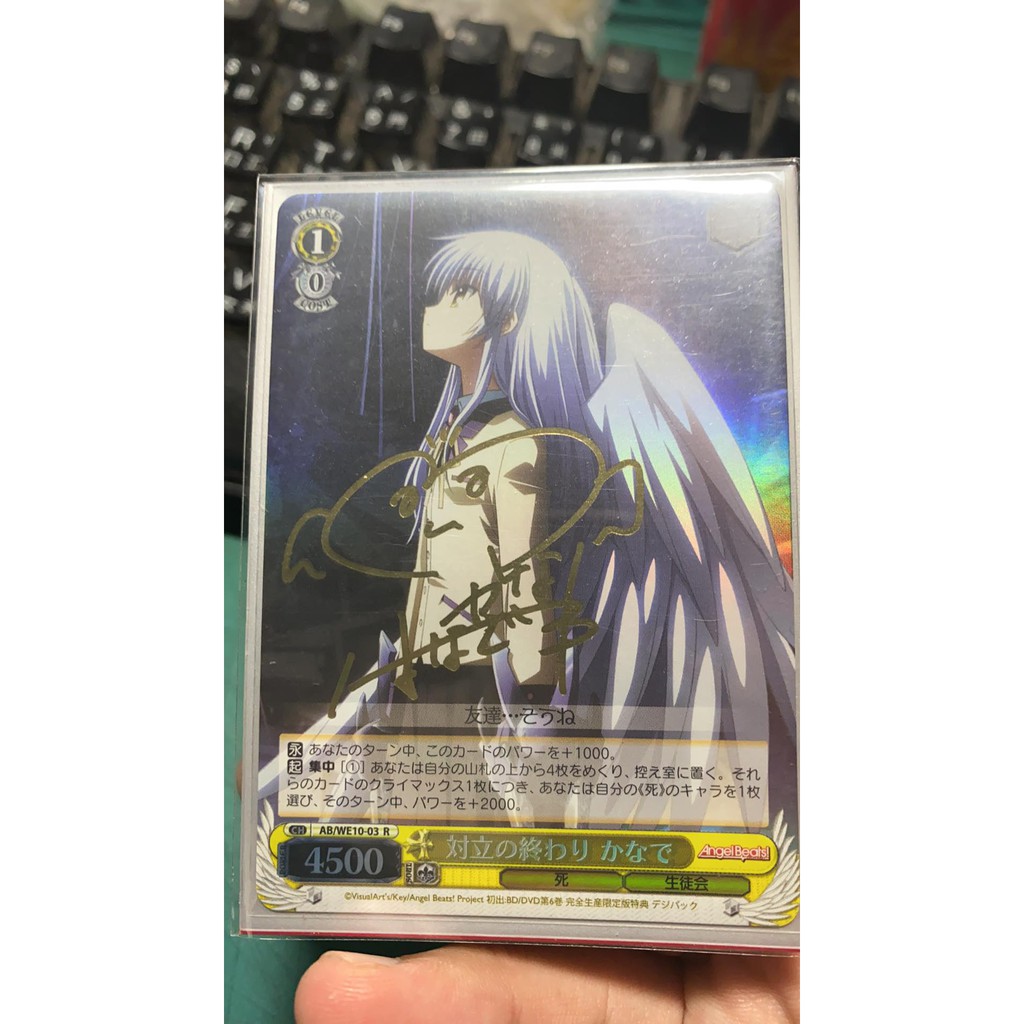 LEVEL
1
0
COST
友達…そうね
永 あなたのターン中、このカードのパワーを+1000。
起 集中 [①] あなたは自分の山札の上から4枚をめくり、控え室に置く。それ
らのカードのクライマックス1枚につき、あなたは自分の《死》のキャラを1枚
選び、そのターン中、パワーを+2000。
CH AB/WE10-03 R
4500
対立の終わり かなで
Angel Beats!
死 生徒会
©VisualArt's/Key/Angel Beats! Project 初出:BD/DVD第6巻 完全生産限定版特典 デジパック